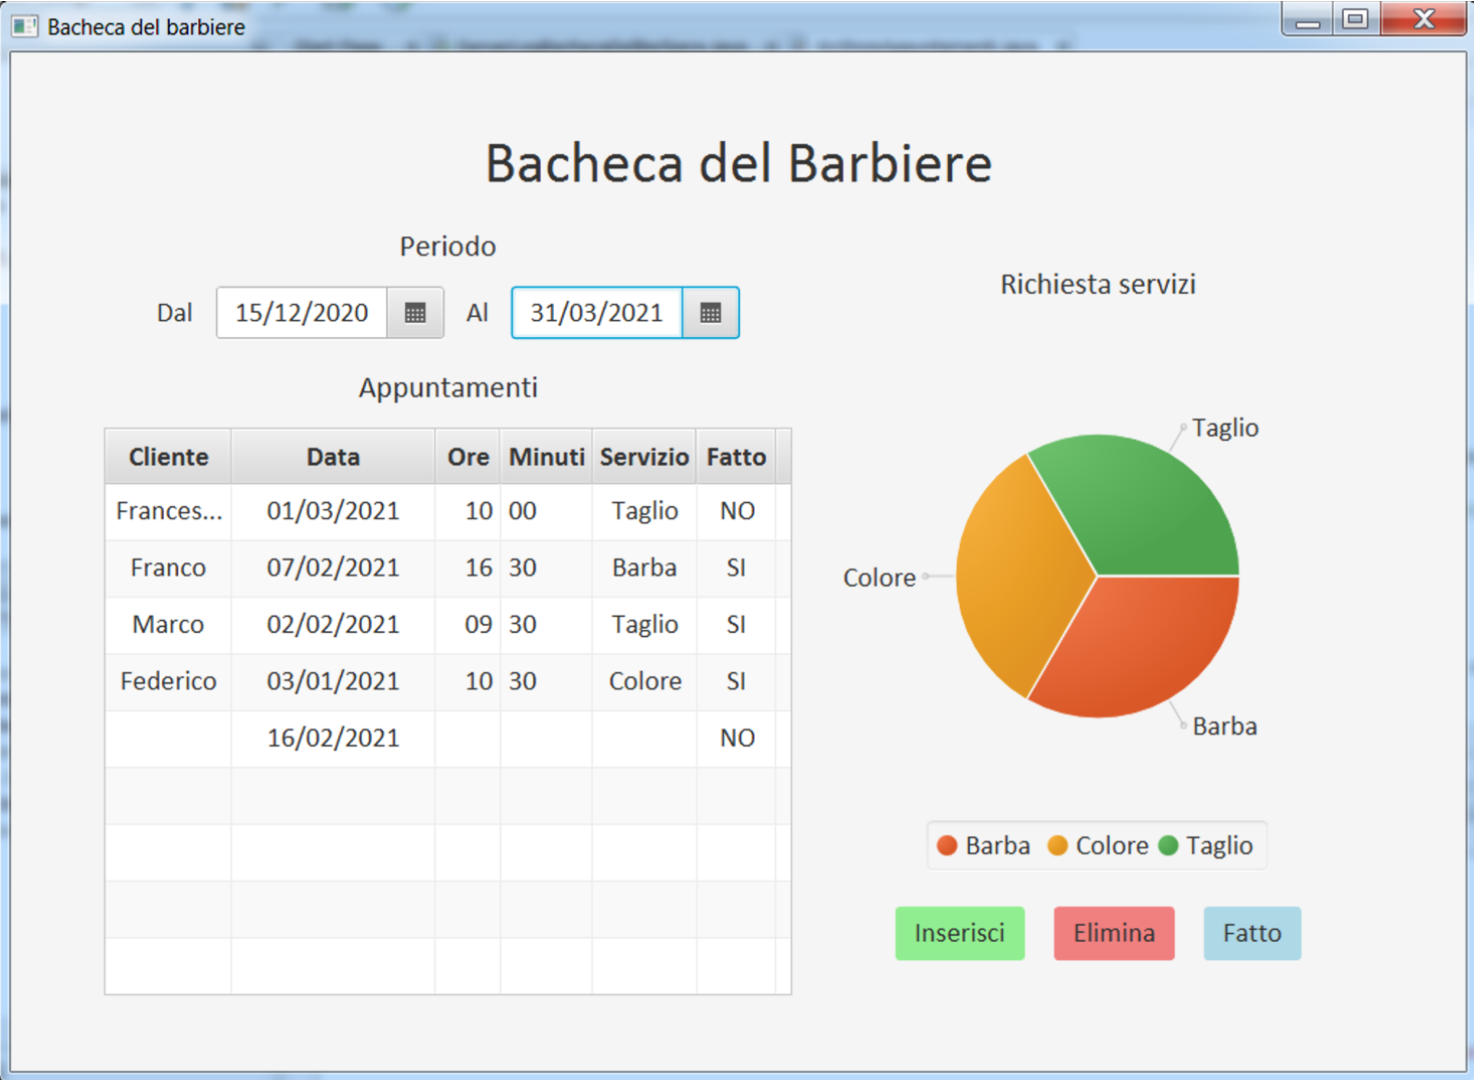 Bacheca del barbiere
Bacheca del Barbiere
Periodo
Dal 15/12/2020 Al 31/03/2021
Appuntamenti
Cliente Data Ore Minuti Servizio Fatto
Frances... 01/03/2021 10 00 Taglio NO
Franco 07/02/2021 16 30 Barba SI
Marco 02/02/2021 09 30 Taglio SI
Federico 03/01/2021 10 30 Colore SI
16/02/2021 NO
Richiesta servizi
Taglio
Colore
Barba
Barba Colore Taglio
Inserisci Elimina Fatto